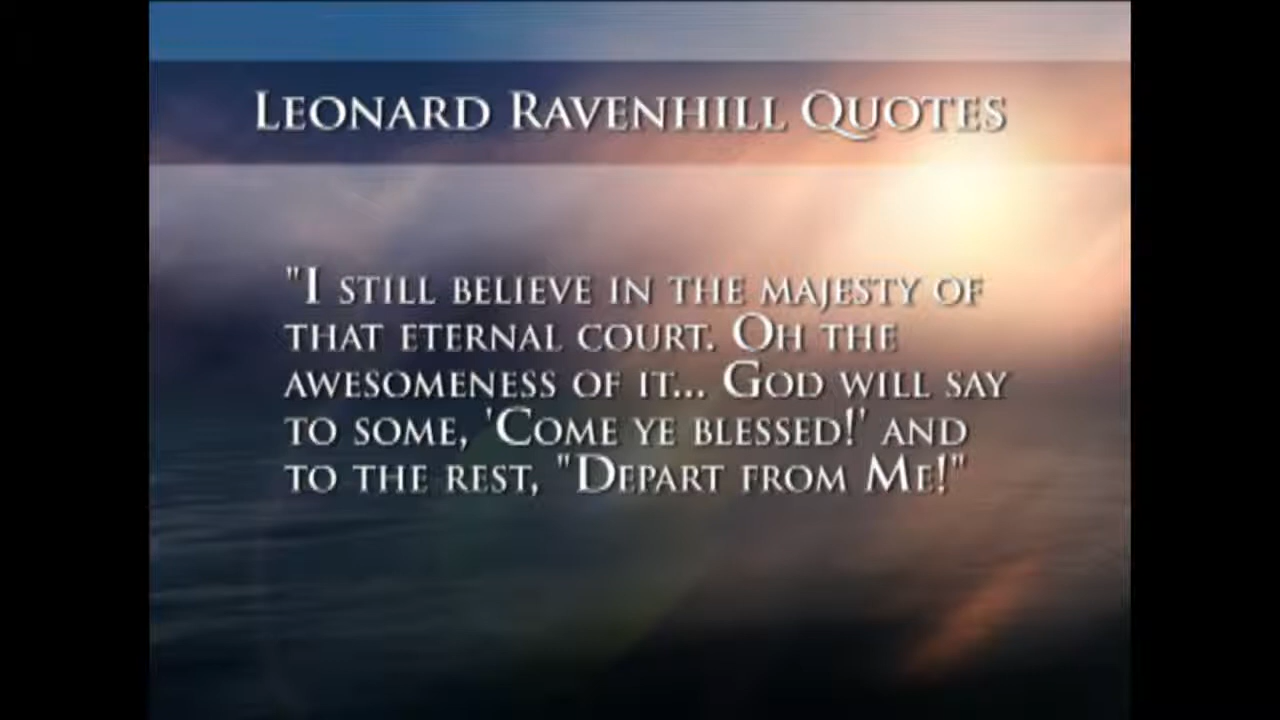 Leonard Ravenhill Quotes
"I still believe in the majesty of
that eternal court. Oh the
awesomeness of it... God will say
to some, 'Come ye blessed!' and
to the rest, "Depart from Me!"